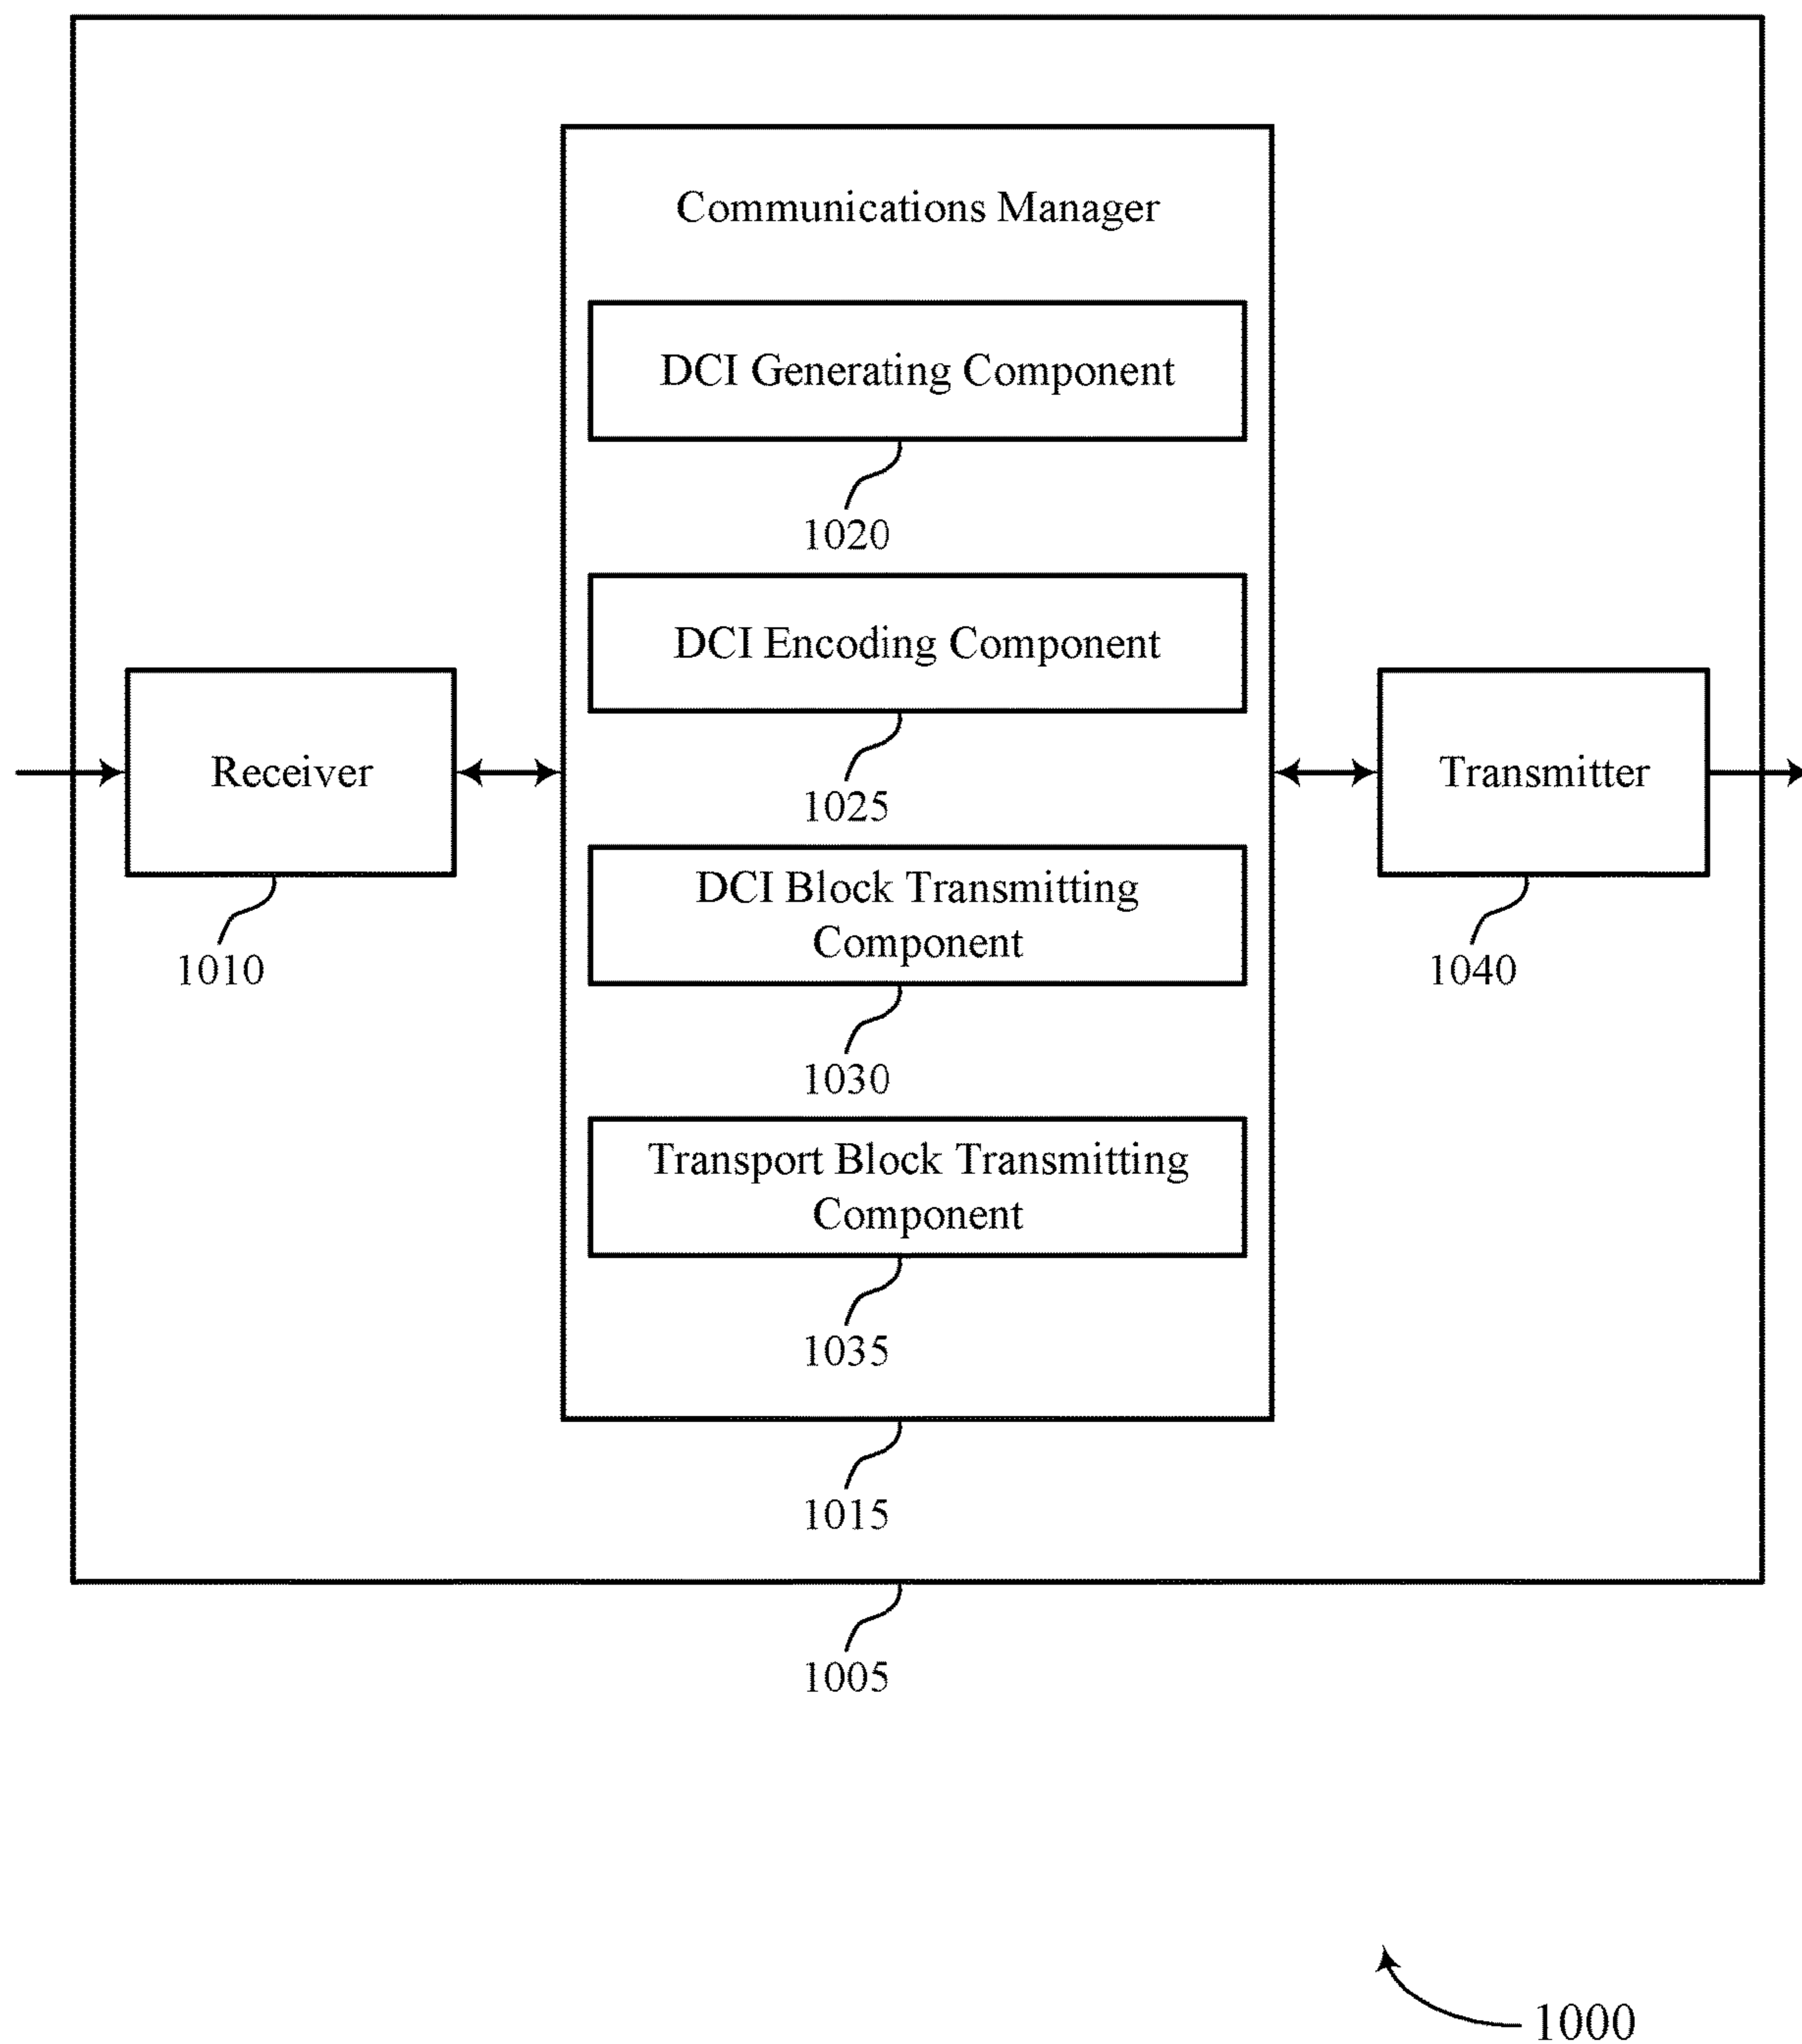 Communications Manager
DCI Generating Component
1020
DCI Encoding Component
1025
Receiver
1010
DCI Block Transmitting
Component
1030
Transport Block Transmitting
Component
1035
1015
Transmitter
1040
1005
1000